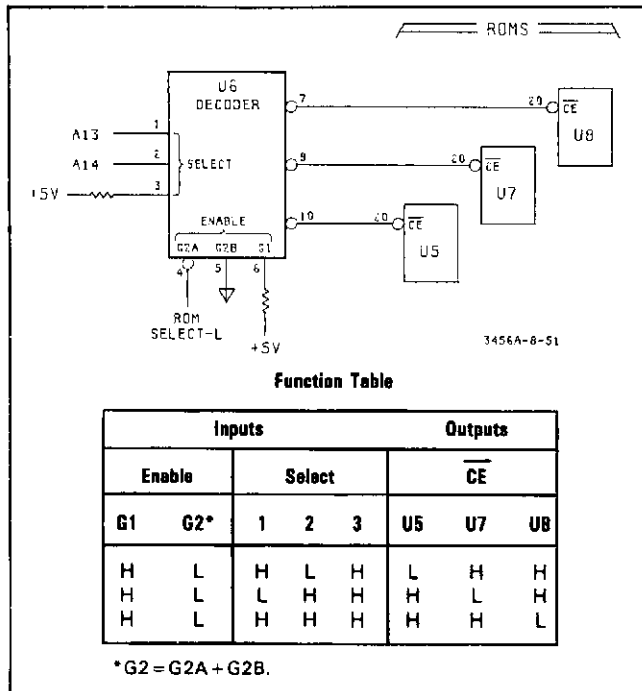 ROMS
U6
DECODER
7
20
CE
U8
A13
1
A14
2
SELECT
9
20
CE
U7
+5V
3
ENABLE
G2A G2B G1
10
20
CE
U5
4 5 6
ROM
SELECT-L
+5V
3456A-8-51
Function Table
Inputs Outputs
Enable Select CE
G1 G2* 1 2 3 U5 U7 U8
H L H L H L H H
H L L H H H L H
H L H H H H H L
*G2=G2A+G2B.